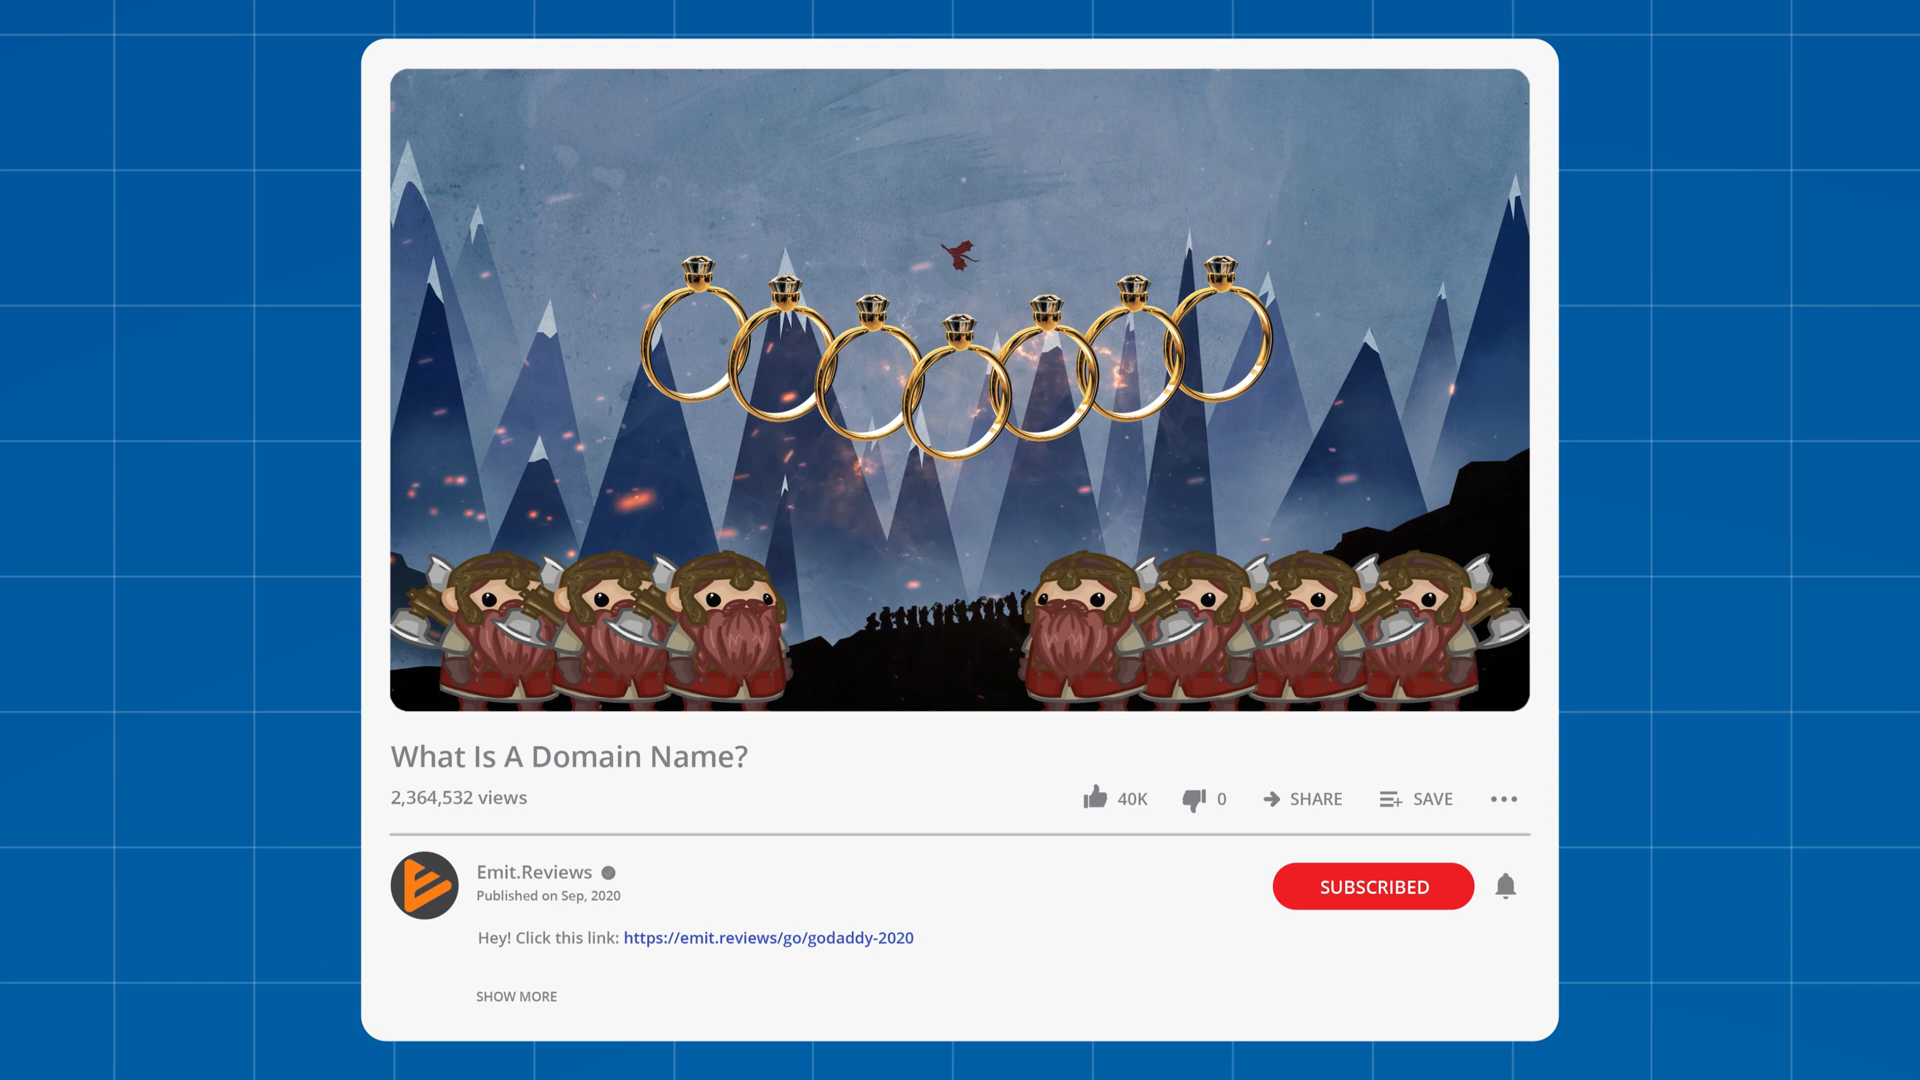 What Is A Domain Name?
2,364,532 views
40K
0
SHARE
SAVE
Emit.Reviews
Published on Sep, 2020
SUBSCRIBED
Hey! Click this link: https://emit.reviews/go/godaddy-2020
SHOW MORE